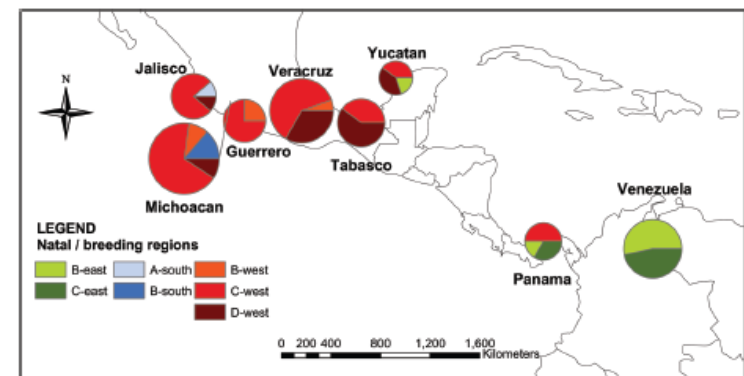 Yucatan
Jalisco
Veracruz
N
Guerrero
Tabasco
Michoacan
Venezuela
Panama
LEGEND
Natal / breeding regions
B-east A-south B-west
C-east B-south C-west
D-west
0 200 400 800 1,200 1,600
Kilometers